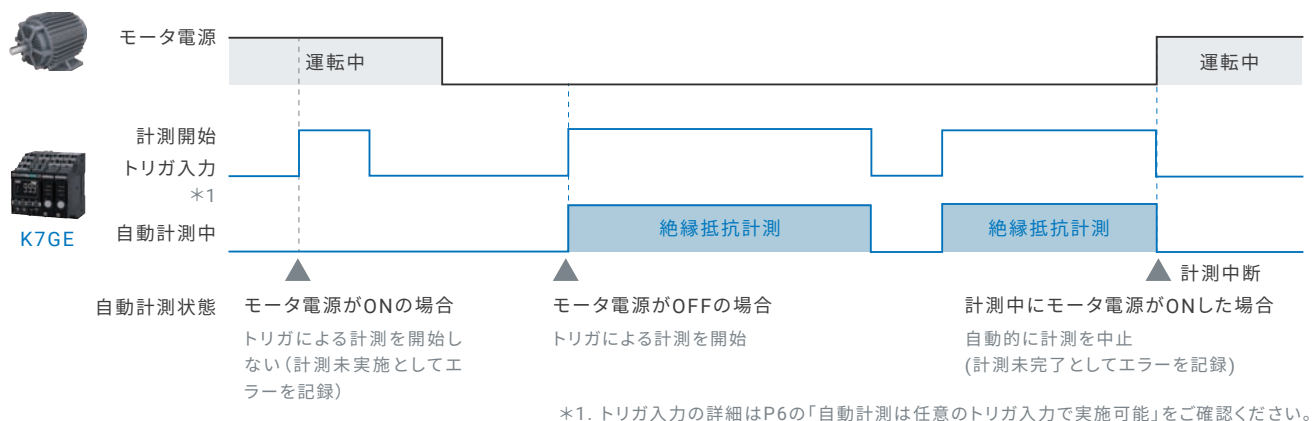 モータ電源
運転中
運転中
計測開始
トリガ入力
＊1
K7GE
自動計測中
絶縁抵抗計測
絶縁抵抗計測
計測中断
自動計測状態
モータ電源がONの場合
トリガによる計測を開始し
ない（計測未実施としてエ
ラーを記録）
モータ電源がOFFの場合
トリガによる計測を開始
計測中にモータ電源がONした場合
自動的に計測を中止
(計測未完了としてエラーを記録)
＊1. トリガ入力の詳細はP6の「自動計測は任意のトリガ入力で実施可能」をご確認ください。